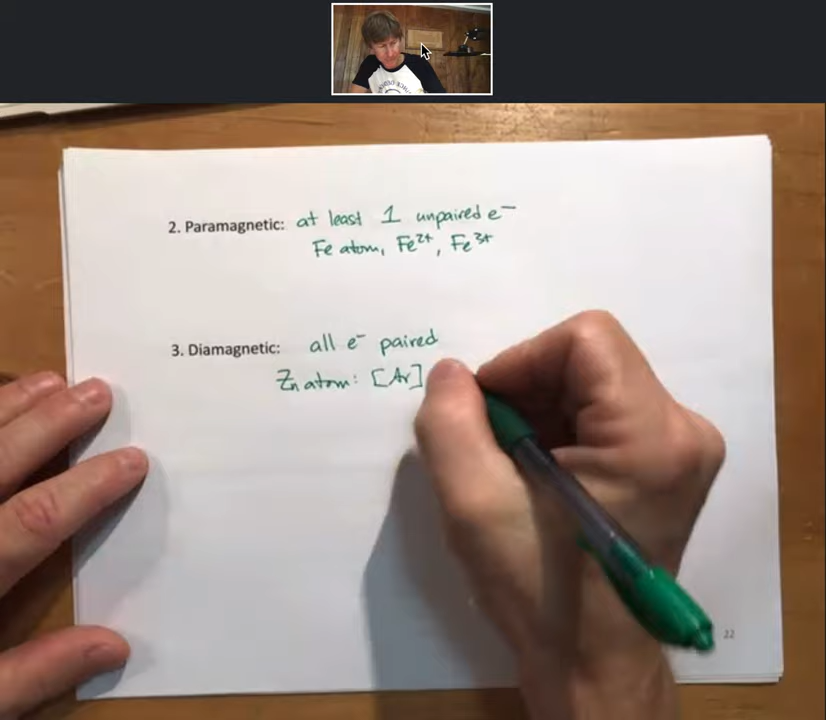 2. Paramagnetic: at least 1 unpaired e⁻
Fe atom, Fe²⁺, Fe³⁺
3. Diamagnetic: all e⁻ paired
Zn atom: [Ar]
22